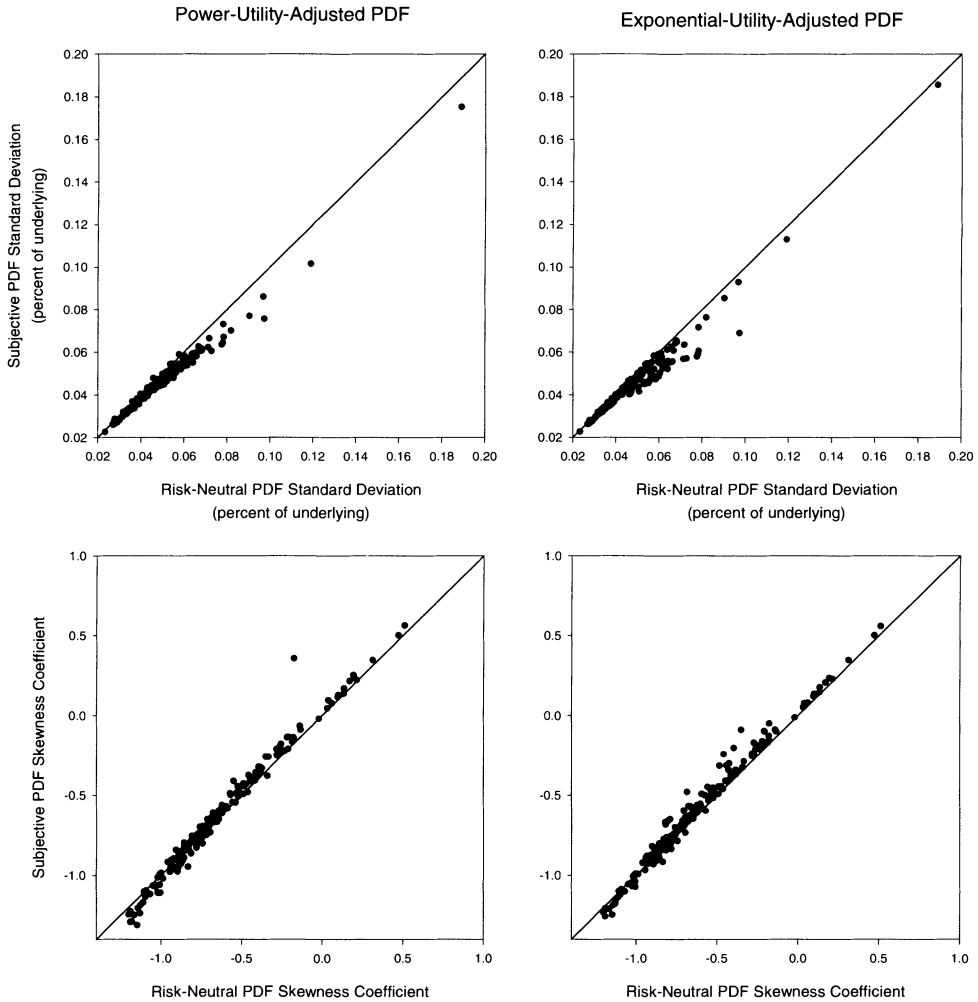 Power-Utility-Adjusted PDF
Exponential-Utility-Adjusted PDF
Subjective PDF Standard Deviation
(percent of underlying)
0.20
0.18
0.16
0.14
0.12
0.10
0.08
0.06
0.04
0.02
0.02 0.04 0.06 0.08 0.10 0.12 0.14 0.16 0.18 0.20
Risk-Neutral PDF Standard Deviation
(percent of underlying)
0.20
0.18
0.16
0.14
0.12
0.10
0.08
0.06
0.04
0.02
0.02 0.04 0.06 0.08 0.10 0.12 0.14 0.16 0.18 0.20
Risk-Neutral PDF Standard Deviation
(percent of underlying)
Subjective PDF Skewness Coefficient
1.0
0.5
0.0
-0.5
-1.0
-1.0 -0.5 0.0 0.5 1.0
Risk-Neutral PDF Skewness Coefficient
1.0
0.5
0.0
-0.5
-1.0
-1.0 -0.5 0.0 0.5 1.0
Risk-Neutral PDF Skewness Coefficient